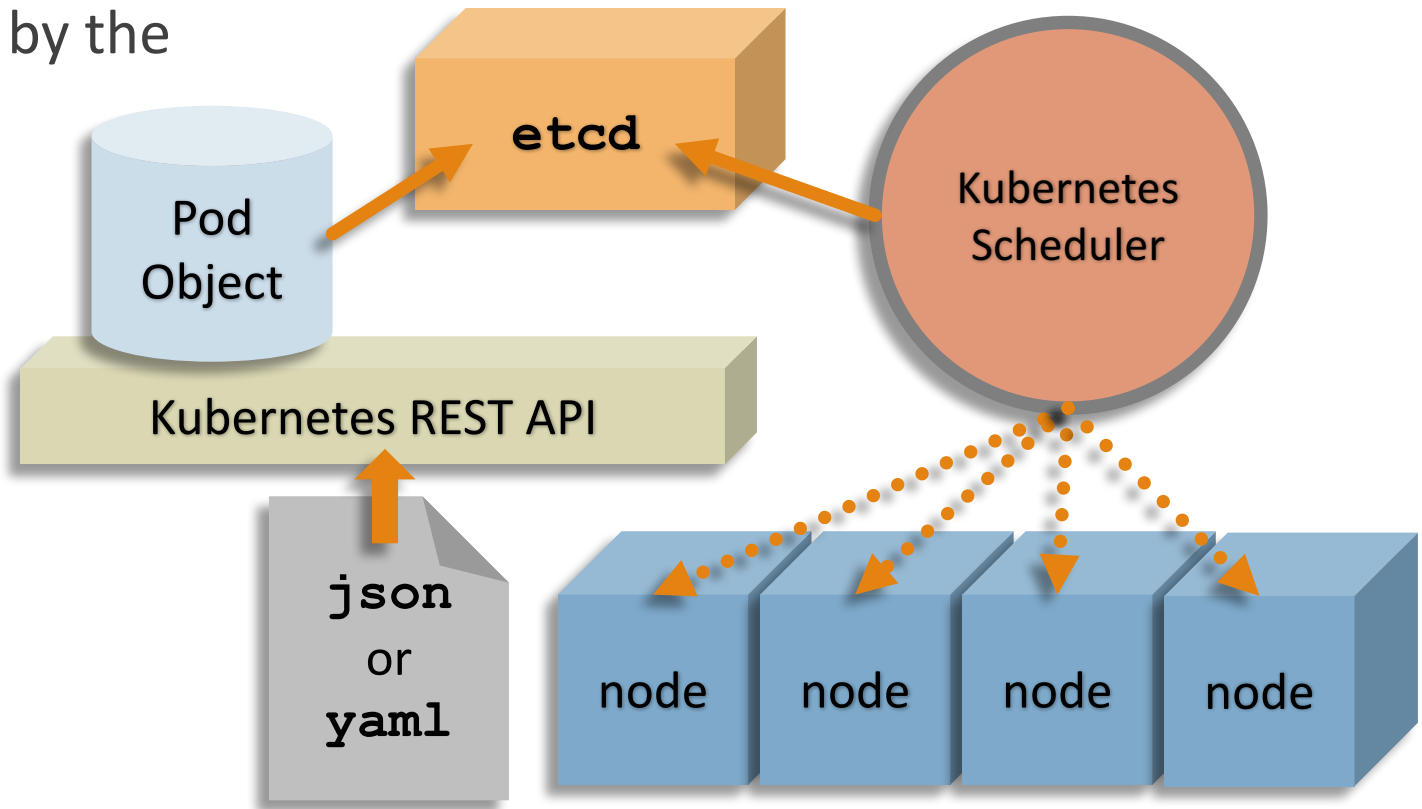 by the
etcd
Pod
Object
Kubernetes
Scheduler
Kubernetes REST API
json
or
yaml
node
node
node
node